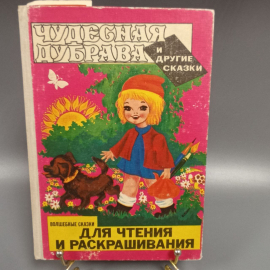 ЧУДЕСНАЯ
ДУБРАВА
И
ДРУГИЕ
СКАЗКИ
ВОЛШЕБНЫЕ СКАЗКИ
ДЛЯ ЧТЕНИЯ
И РАСКРАШИВАНИЯ